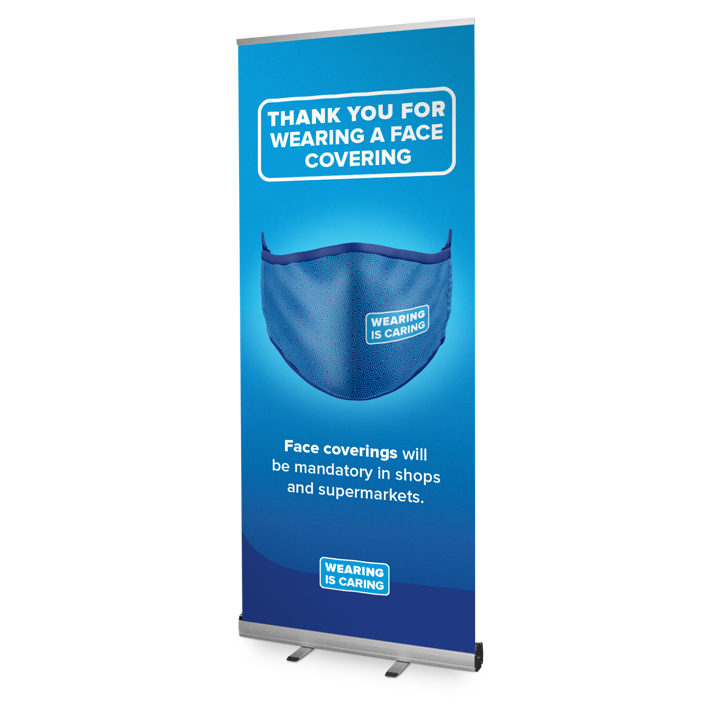 THANK YOU FOR
WEARING A FACE
COVERING
WEARING
IS CARING
Face coverings will
be mandatory in shops
and supermarkets.
WEARING
IS CARING